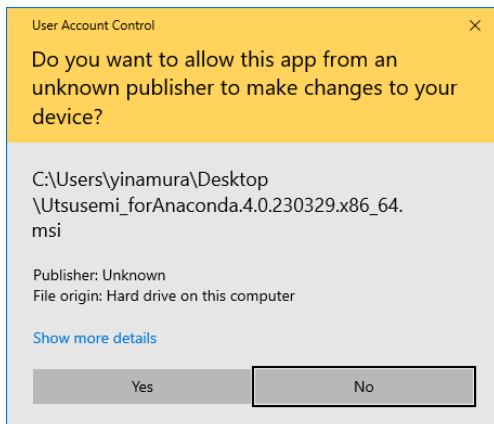 User Account Control
Do you want to allow this app from an
unknown publisher to make changes to your
device?
C:\Users\yinamura\Desktop
\Utsusemi_forAnaconda.4.0.230329.x86_64.
msi
Publisher: Unknown
File origin: Hard drive on this computer
Show more details
Yes
No